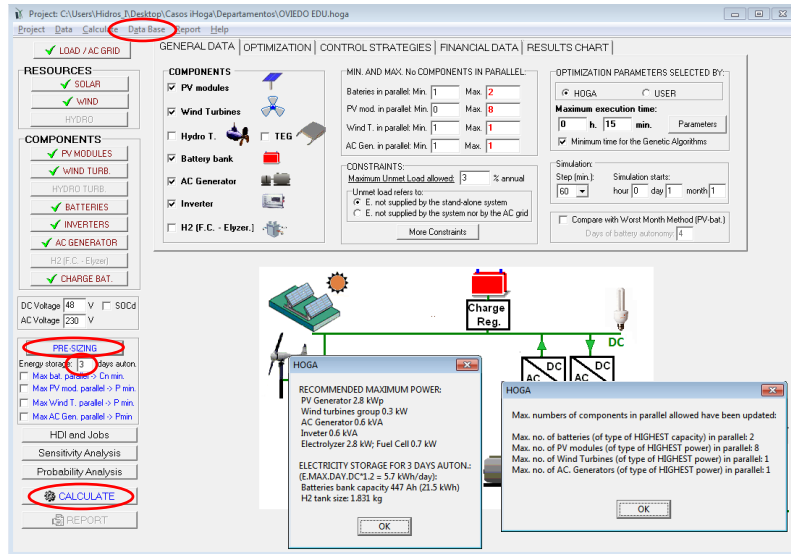 Project: C:\Users\Hidros_I\Desktop\Casos iHoga\Departamentos\OVIEDO EDU.hoga
Project Data Calculate Data Base Report Help
LOAD / AC GRID
RESOURCES
SOLAR
WIND
HYDRO
COMPONENTS
PV MODULES
WIND TURB.
HYDRO TURB.
BATTERIES
INVERTERS
AC GENERATOR
H2 (F.C. - Elyzer)
CHARGE BAT.
DC Voltage 48 V SOCd
AC Voltage 230 V
PRE-SIZING
Energy storage: 3 days auton.
Max bat. parallel -> Cn min.
Max PV mod. parallel -> P min.
Max Wind T. parallel -> P min.
Max AC Gen. parallel -> Pmin
HDI and Jobs
Sensitivity Analysis
Probability Analysis
CALCULATE
REPORT
GENERAL DATA OPTIMIZATION CONTROL STRATEGIES FINANCIAL DATA RESULTS CHART
COMPONENTS
PV modules
Wind Turbines
Hydro T. TEG
Battery bank
AC Generator
Inverter
H2 (F.C. - Elyzer.)
MIN. AND MAX. No COMPONENTS IN PARALLEL:
Bateries in parallel: Min. 1 Max. 2
PV mod. in parallel: Min. 0 Max. 8
Wind T. in parallel: Min. 1 Max. 1
AC Gen. in parallel: Min. 1 Max. 1
CONSTRAINTS:
Maximum Unmet Load allowed: 3 % annual
Unmet load refers to:
E. not supplied by the stand-alone system
E. not supplied by the system nor by the AC grid
More Constraints
OPTIMIZATION PARAMETERS SELECTED BY:
HOGA USER
Maximum execution time:
0 h. 15 min. Parameters
Minimum time for the Genetic Algorithms
Simulation:
Step (min.): Simulation starts:
60 hour 0 day 1 month 1
Compare with Worst Month Method (PV-bat.)
Days of battery autonomy: 4
Charge
Reg.
DC
DC
AC
DC
AC
HOGA
RECOMMENDED MAXIMUM POWER:
PV Generator 2.8 kWp
Wind turbines group 0.3 kW
AC Generator 0.6 kVA
Inveter 0.6 kVA
Electrolyzer 2.8 kW; Fuel Cell 0.7 kW
ELECTRICITY STORAGE FOR 3 DAYS AUTON.:
(E.MAX.DAY.DC*1.2 = 5.7 kWh/day):
Batteries bank capacity 447 Ah (21.5 kWh)
H2 tank size: 1.831 kg
OK
HOGA
Max. numbers of components in parallel allowed have been updated:
Max. no. of batteries (of type of HIGHEST capacity) in parallel: 2
Max. no. of PV modules (of type of HIGHEST power) in parallel: 8
Max. no. of Wind Turbines (of type of HIGHEST power) in parallel: 1
Max. no. of AC. Generators (of type of HIGHEST power) in parallel: 1
OK